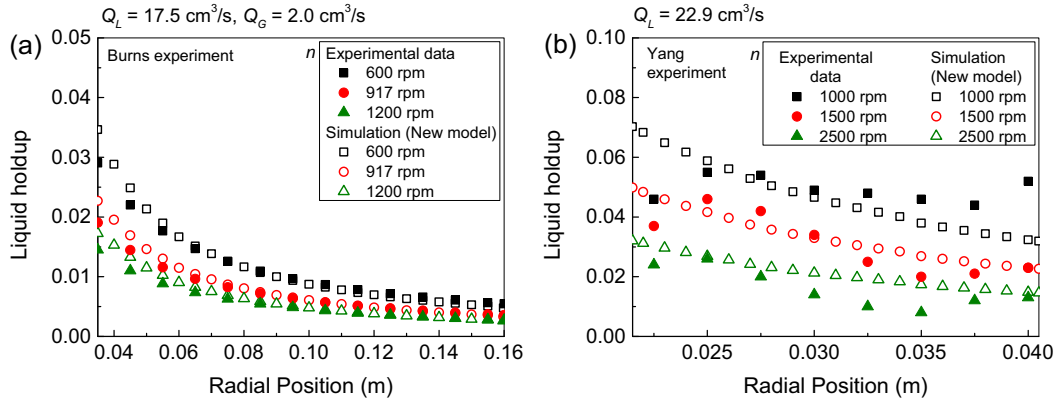 Q_L = 17.5 cm³/s, Q_G = 2.0 cm³/s
(a)
Burns experiment
n
Experimental data
600 rpm
917 rpm
1200 rpm
Simulation (New model)
600 rpm
917 rpm
1200 rpm
Liquid holdup
0.05
0.04
0.03
0.02
0.01
0.00
0.04 0.06 0.08 0.10 0.12 0.14 0.16
Radial Position (m)
Q_L = 22.9 cm³/s
(b)
Yang
experiment
n
Experimental Simulation
data (New model)
1000 rpm 1000 rpm
1500 rpm 1500 rpm
2500 rpm 2500 rpm
Liquid holdup
0.10
0.08
0.06
0.04
0.02
0.00
0.025 0.030 0.035 0.040
Radial Position (m)